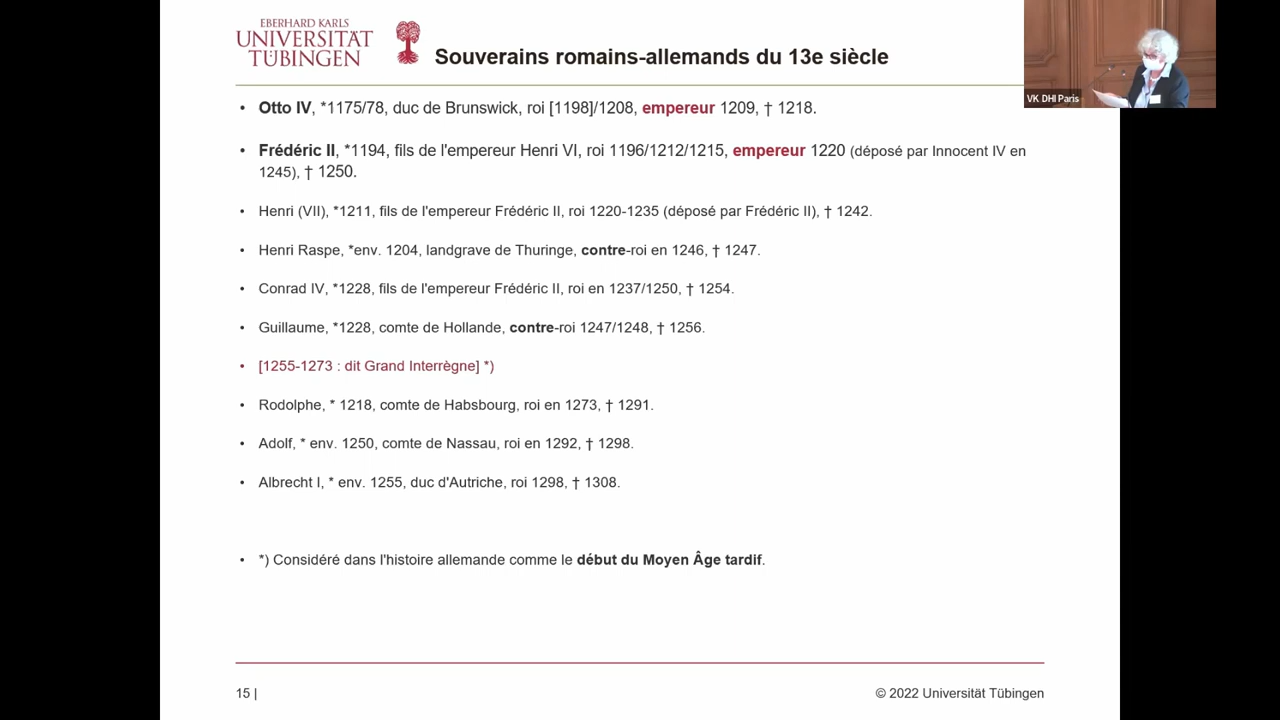 EBERHARD KARLS
UNIVERSITÄT
TÜBINGEN
Souverains romains-allemands du 13e siècle
VK DHI Paris
• Otto IV, *1175/78, duc de Brunswick, roi [1198]/1208, empereur 1209, † 1218.
• Frédéric II, *1194, fils de l'empereur Henri VI, roi 1196/1212/1215, empereur 1220 (déposé par Innocent IV en
1245), † 1250.
• Henri (VII), *1211, fils de l'empereur Frédéric II, roi 1220-1235 (déposé par Frédéric II), † 1242.
• Henri Raspe, *env. 1204, landgrave de Thuringe, contre-roi en 1246, † 1247.
• Conrad IV, *1228, fils de l'empereur Frédéric II, roi en 1237/1250, † 1254.
• Guillaume, *1228, comte de Hollande, contre-roi 1247/1248, † 1256.
• [1255-1273 : dit Grand Interrègne] *)
• Rodolphe, * 1218, comte de Habsbourg, roi en 1273, † 1291.
• Adolf, * env. 1250, comte de Nassau, roi en 1292, † 1298.
• Albrecht I, * env. 1255, duc d'Autriche, roi 1298, † 1308.
• *) Considéré dans l'histoire allemande comme le début du Moyen Âge tardif.
15 |
© 2022 Universität Tübingen